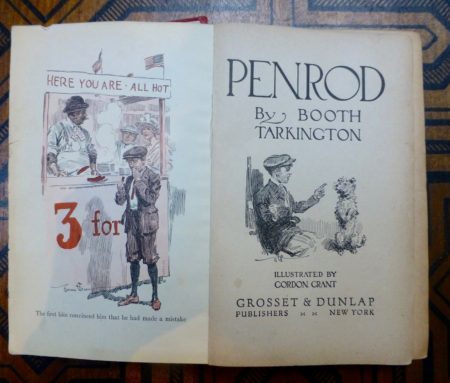 HERE YOU ARE - ALL HOT
3 for
The first bite convinced him that he had made a mistake
PENROD
By BOOTH
TARKINGTON
ILLUSTRATED BY
GORDON GRANT
GROSSET & DUNLAP
PUBLISHERS NEW YORK